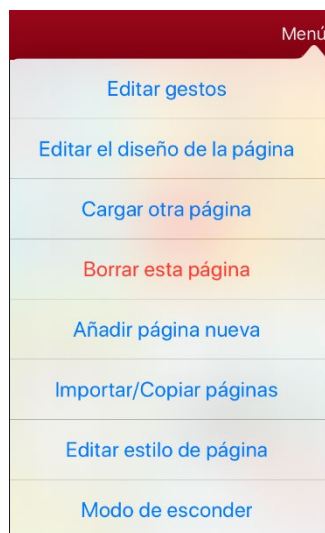 Menú
Editar gestos
Editar el diseño de la página
Cargar otra página
Borrar esta página
Añadir página nueva
Importar/Copiar páginas
Editar estilo de página
Modo de esconder